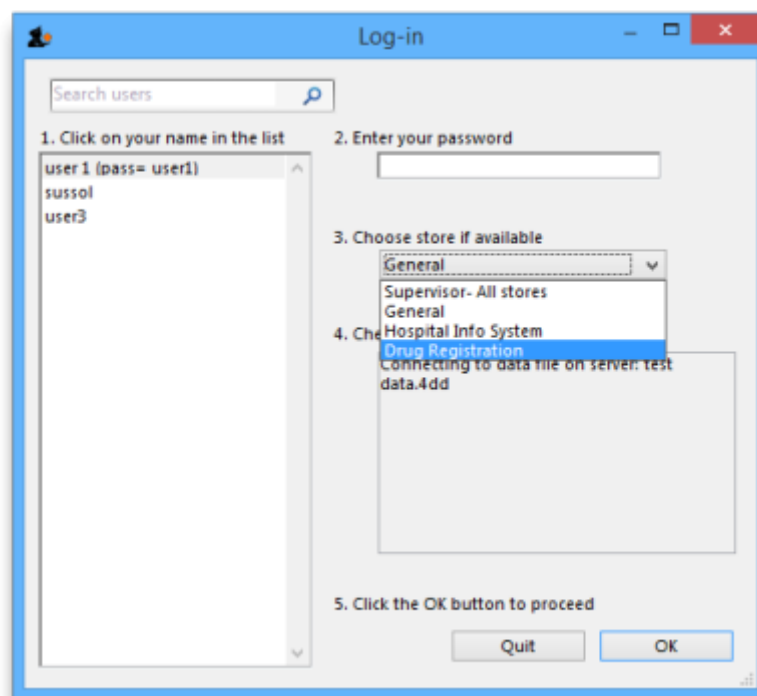 Log-in
Search users
1. Click on your name in the list
user 1 (pass= user1)
sussol
user3
2. Enter your password
3. Choose store if available
General
Supervisor- All stores
General
Hospital Info System
Drug Registration
4. Che
Connecting to data file on server: test
data.4dd
5. Click the OK button to proceed
Quit
OK